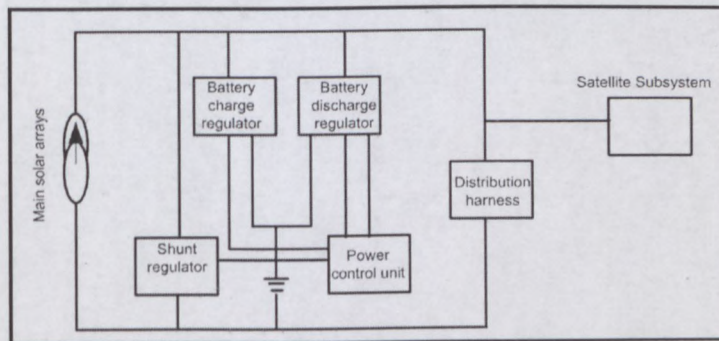 Main solar arrays
Battery
charge
regulator
Battery
discharge
regulator
Satellite Subsystem
Distribution
harness
Shunt
regulator
Power
control unit